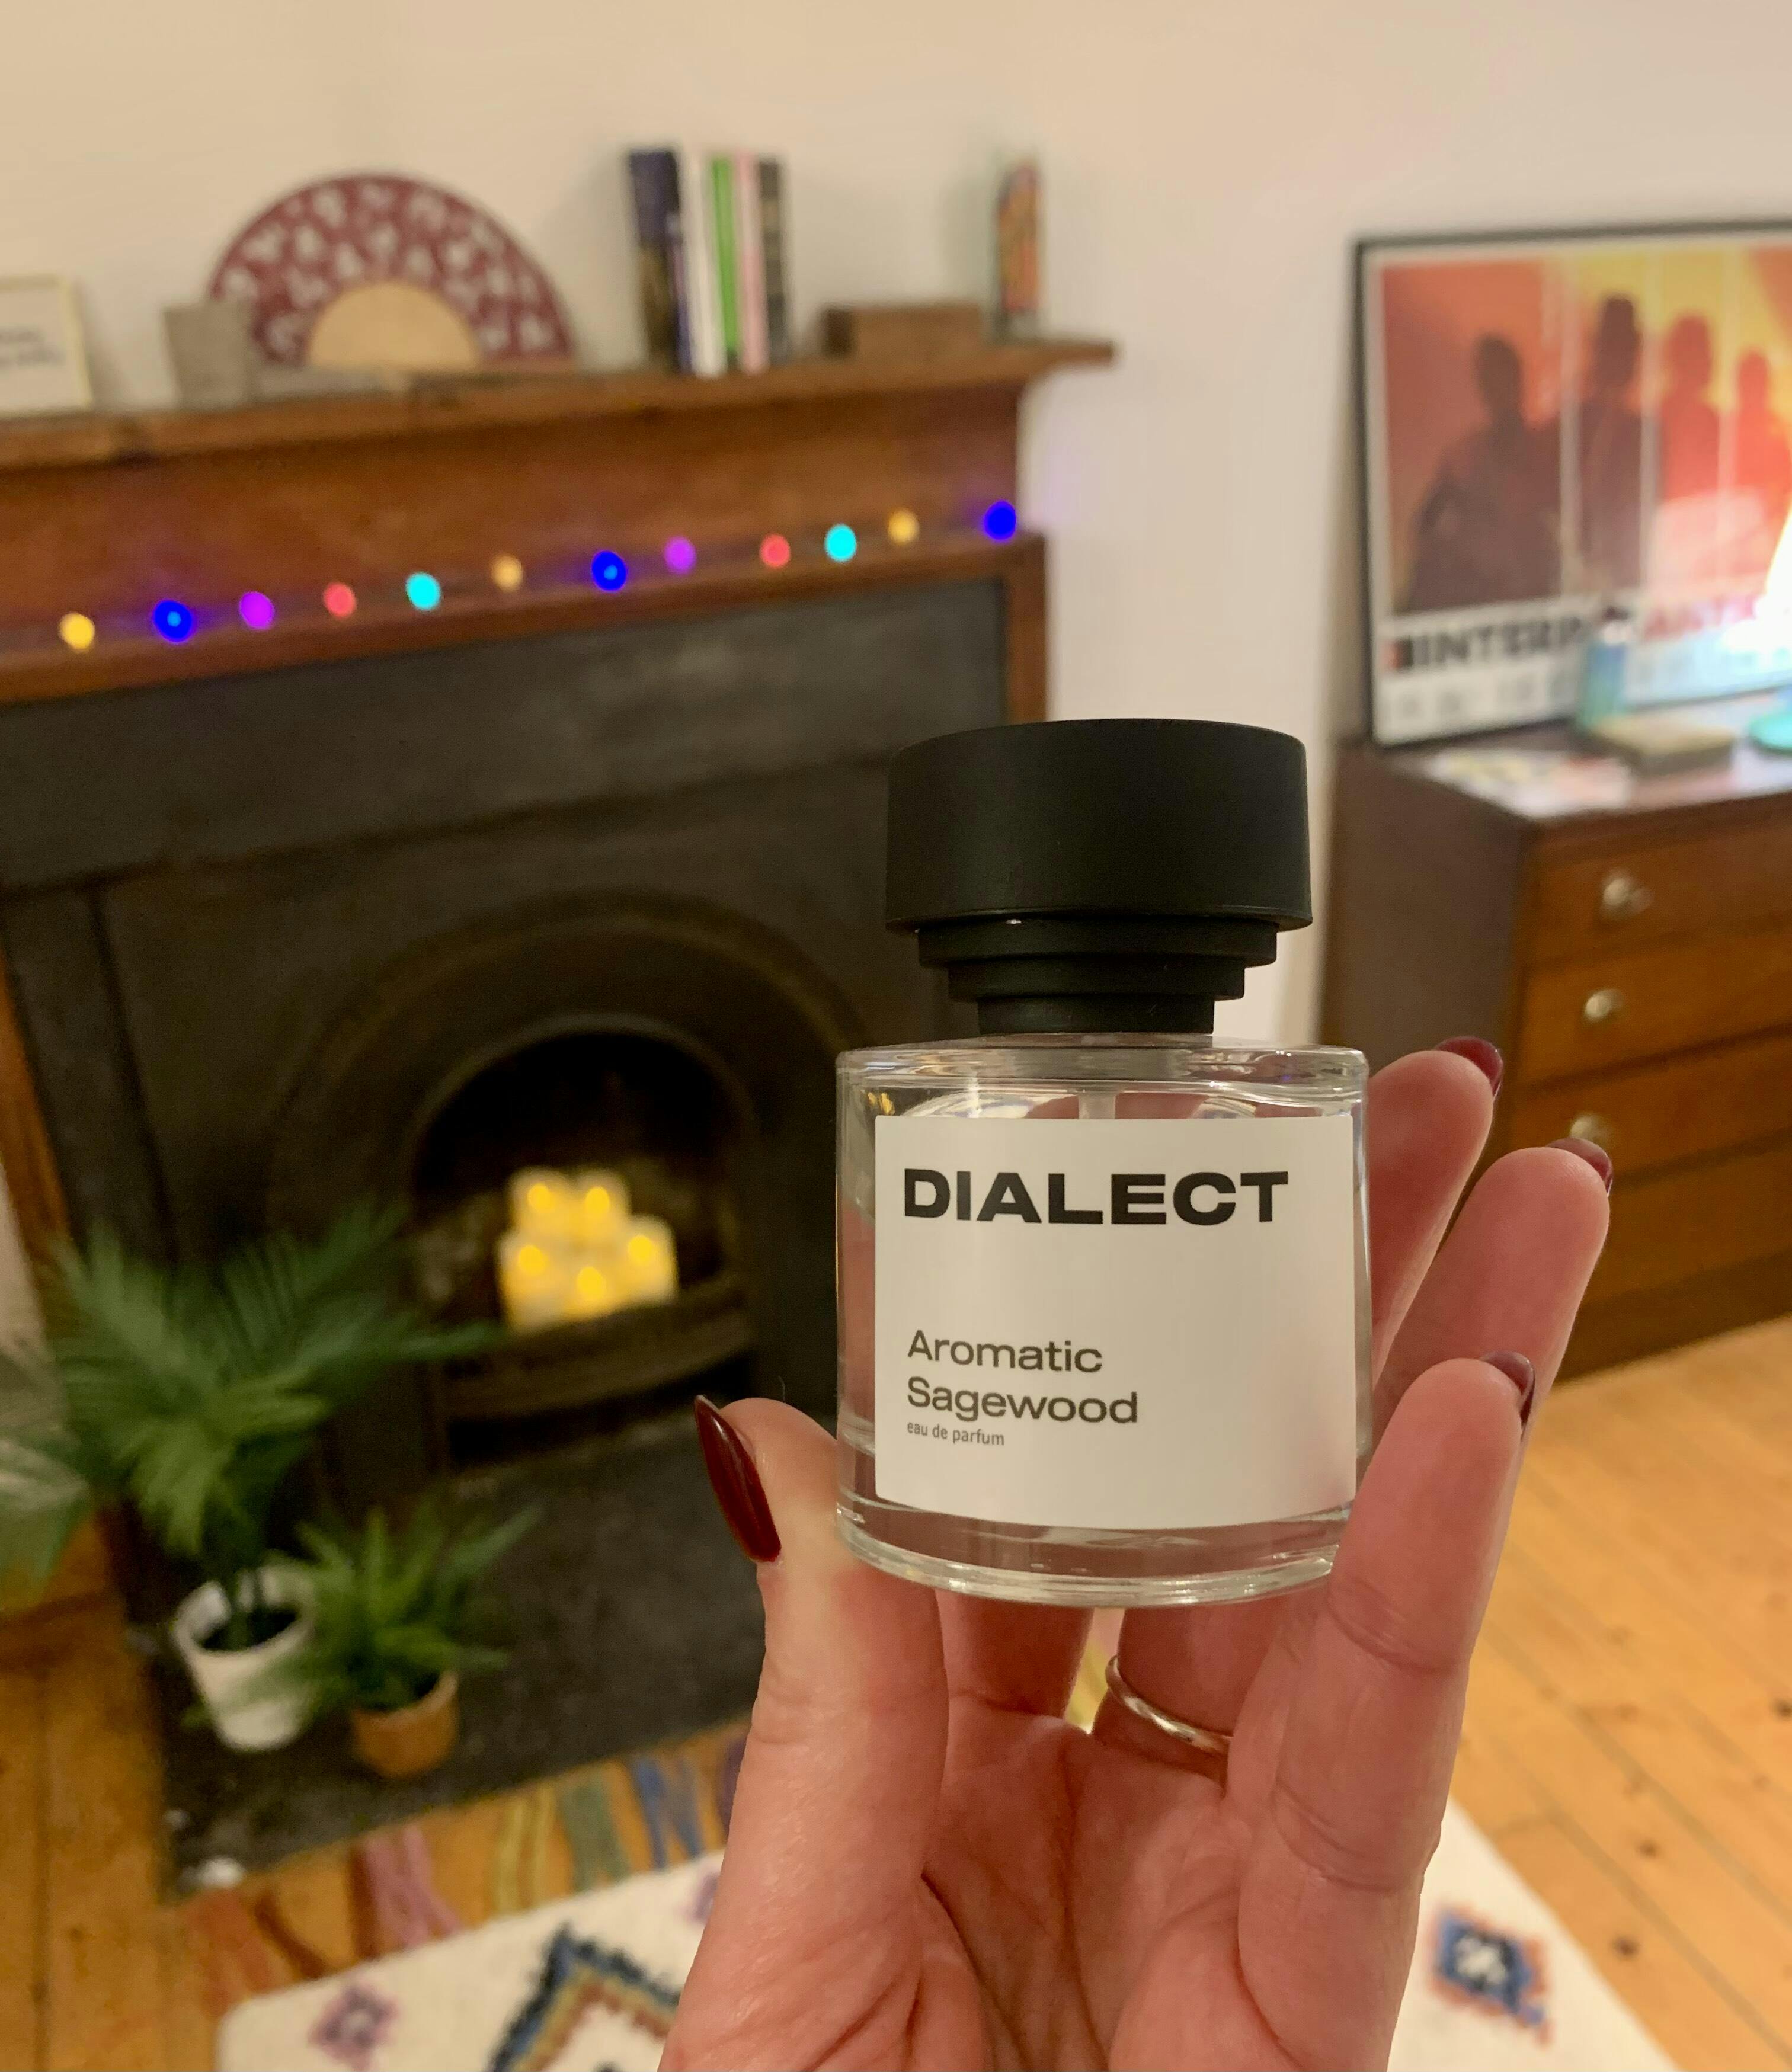 DIALECT
Aromatic
Sagewood
eau de parfum